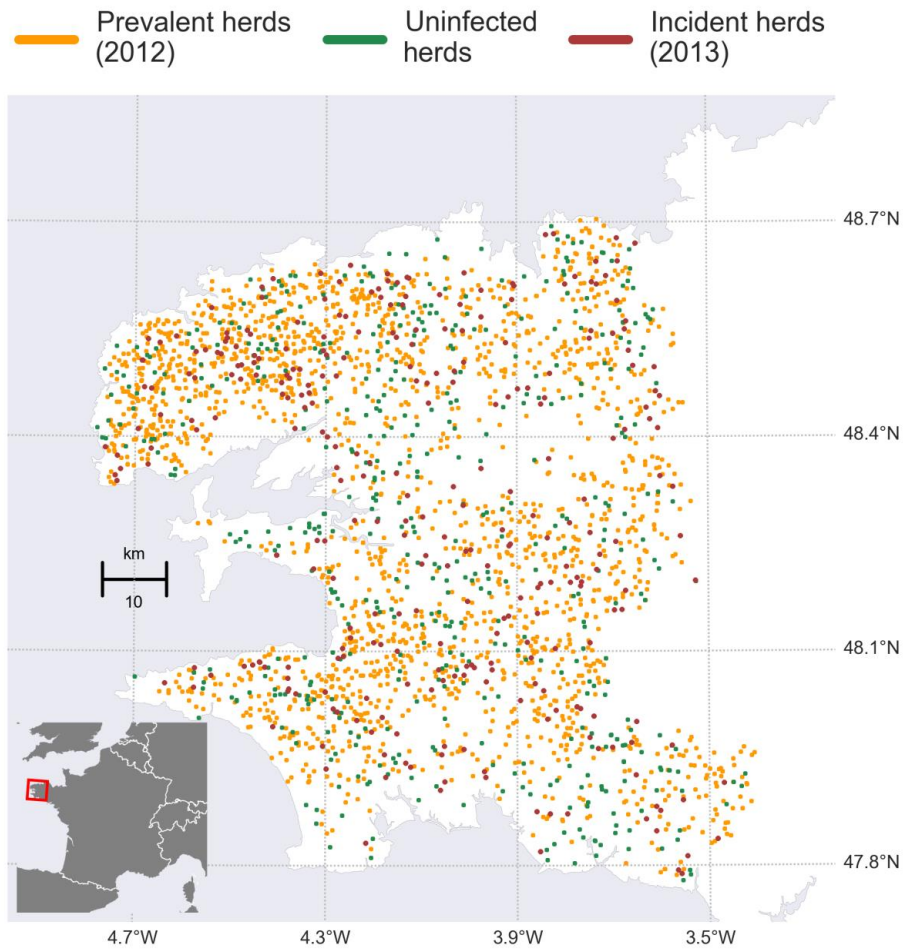 Prevalent herds
(2012)
Uninfected
herds
Incident herds
(2013)
48.7°N
48.4°N
km
10
48.1°N
47.8°N
4.7°W
4.3°W
3.9°W
3.5°W